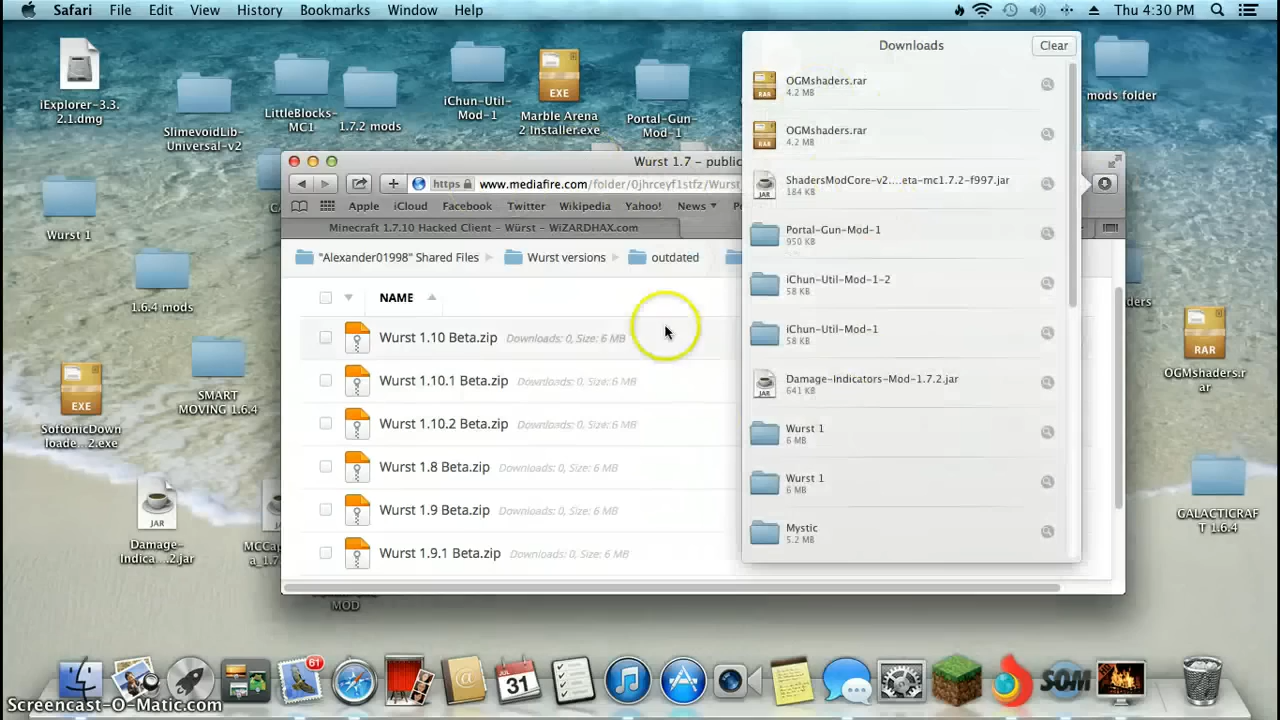 Safari File Edit View History Bookmarks Window Help Thu 4:30 PM
iExplorer-3.3.
2.1.dmg
SlimevoidLib-
Universal-v2
LittleBlocks-
MC1
1.7.2 mods
iChun-Util-
Mod-1
EXE
Marble Arena
2 Installer.exe
Portal-Gun-
Mod-1
mods folder
Wurst 1
1.6.4 mods
EXE
SoftonicDown
loade...2.exe
SMART
MOVING 1.6.4
JAR
Damage-
Indica...2.jar
MOD
RAR
OGMshaders.r
ar
GALACTICRAF
T 1.6.4
Wurst 1.7 – public
https www.mediafire.com/folder/0jhrceyf1stfz/Wurst_
Apple iCloud Facebook Twitter Wikipedia Yahoo! News
Minecraft 1.7.10 Hacked Client – Würst – WiZARDHAX.com
"Alexander01998" Shared Files Wurst versions outdated
NAME
Wurst 1.10 Beta.zip Downloads: 0, Size: 6 MB
Wurst 1.10.1 Beta.zip Downloads: 0, Size: 6 MB
Wurst 1.10.2 Beta.zip Downloads: 0, Size: 6 MB
Wurst 1.8 Beta.zip Downloads: 0, Size: 6 MB
Wurst 1.9 Beta.zip Downloads: 0, Size: 6 MB
Wurst 1.9.1 Beta.zip Downloads: 0, Size: 6 MB
Downloads Clear
RAR
OGMshaders.rar
4.2 MB
RAR
OGMshaders.rar
4.2 MB
JAR
ShadersModCore-v2....eta-mc1.7.2-f997.jar
184 KB
Portal-Gun-Mod-1
950 KB
iChun-Util-Mod-1-2
58 KB
iChun-Util-Mod-1
58 KB
JAR
Damage-Indicators-Mod-1.7.2.jar
641 KB
Wurst 1
6 MB
Wurst 1
6 MB
Mystic
5.2 MB
61
31
SOM
Screencast-O-Matic.com